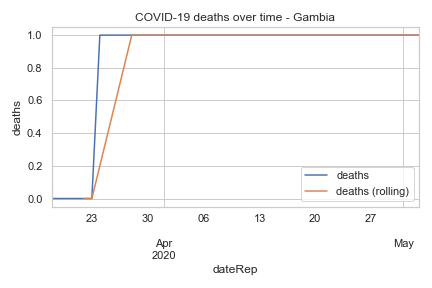 COVID-19 deaths over time - Gambia
1.0
0.8
0.6
0.4
0.2
0.0
deaths
deaths
deaths (rolling)
23 30 06 13 20 27
Apr May
2020
dateRep